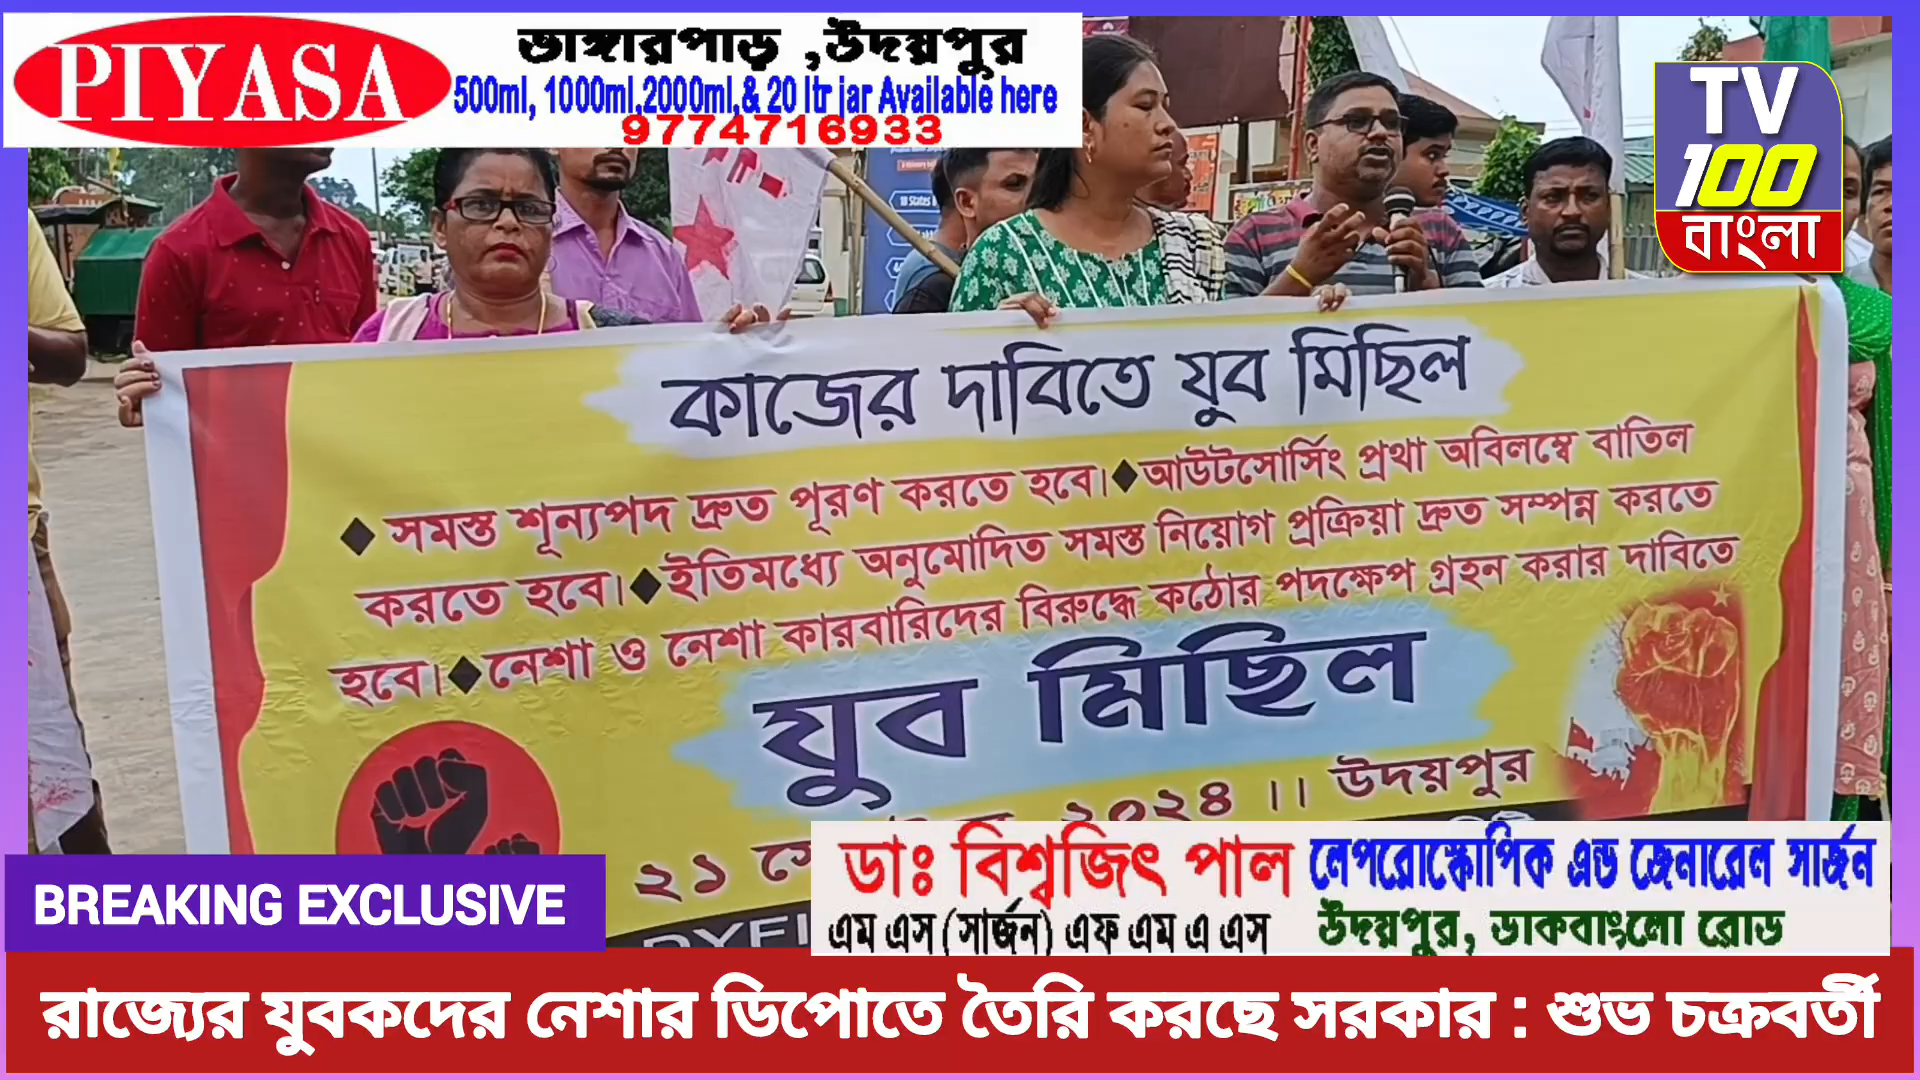 PIYASA
ভাঙ্গারপাড় ,উদয়পুর
500ml, 1000ml,2000ml,& 20 ltr jar Available here
9774716933
TV
100
বাংলা
18 States
কাজের দাবিতে যুব মিছিল
◆ সমস্ত শূন্যপদ দ্রুত পূরণ করতে হবে।◆আউটসোর্সিং প্রথা অবিলম্বে বাতিল
করতে হবে।◆ইতিমধ্যে অনুমোদিত সমস্ত নিয়োগ প্রক্রিয়া দ্রুত সম্পন্ন করতে
হবে।◆নেশা ও নেশা কারবারিদের বিরুদ্ধে কঠোর পদক্ষেপ গ্রহন করার দাবিতে
যুব মিছিল
২১ ২০২৪ ।। উদয়পুর
DYFI
BREAKING EXCLUSIVE
ডাঃ বিশ্বজিৎ পাল লেপরোস্কোপিক এন্ড জেনারেল সার্জন
এম এস(সার্জন) এফ এম এ এস উদয়পুর, ডাকবাংলো রোড
রাজ্যের যুবকদের নেশার ডিপোতে তৈরি করছে সরকার : শুভ চক্রবর্তী